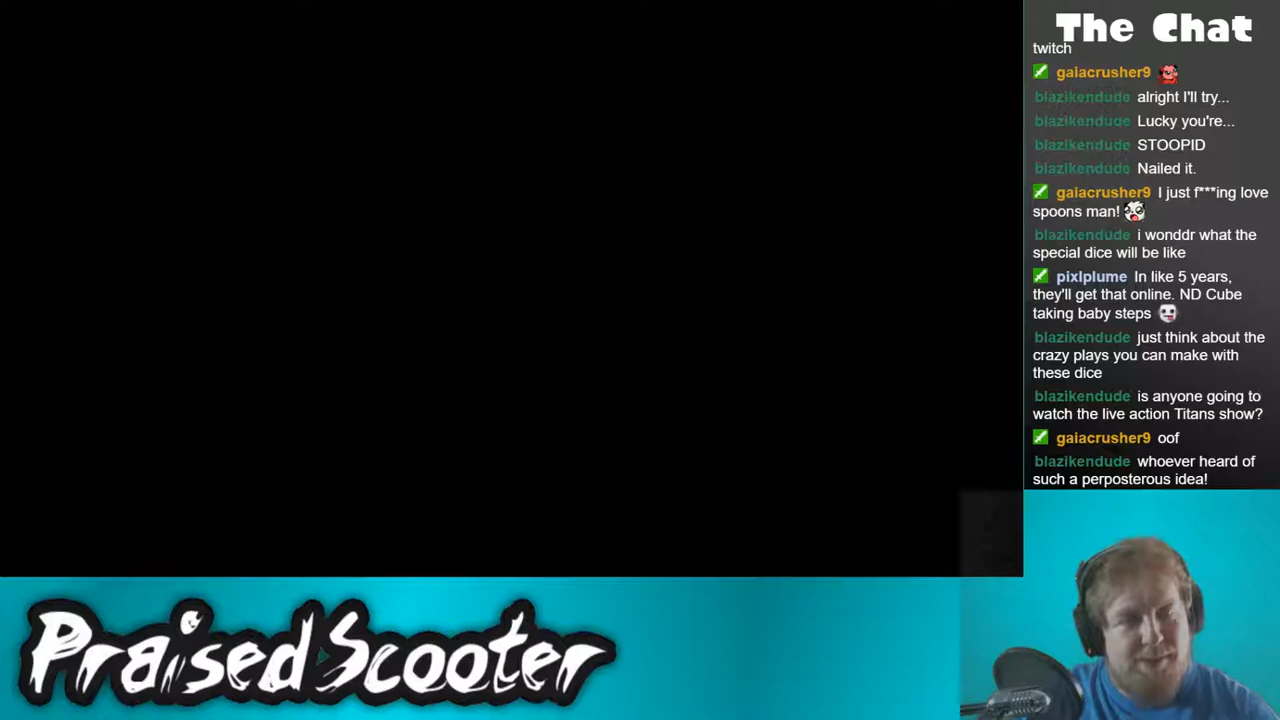 The Chat
twitch
gaiacrusher9
blazikendude alright I'll try...
blazikendude Lucky you're...
blazikendude STOOPID
blazikendude Nailed it.
gaiacrusher9 I just f***ing love
spoons man!
blazikendude i wonddr what the
special dice will be like
pixlplume In like 5 years,
they'll get that online. ND Cube
taking baby steps
blazikendude just think about the
crazy plays you can make with
these dice
blazikendude is anyone going to
watch the live action Titans show?
gaiacrusher9 oof
blazikendude whoever heard of
such a perposterous idea!
PraisedScooter